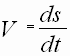 V = ds/dt